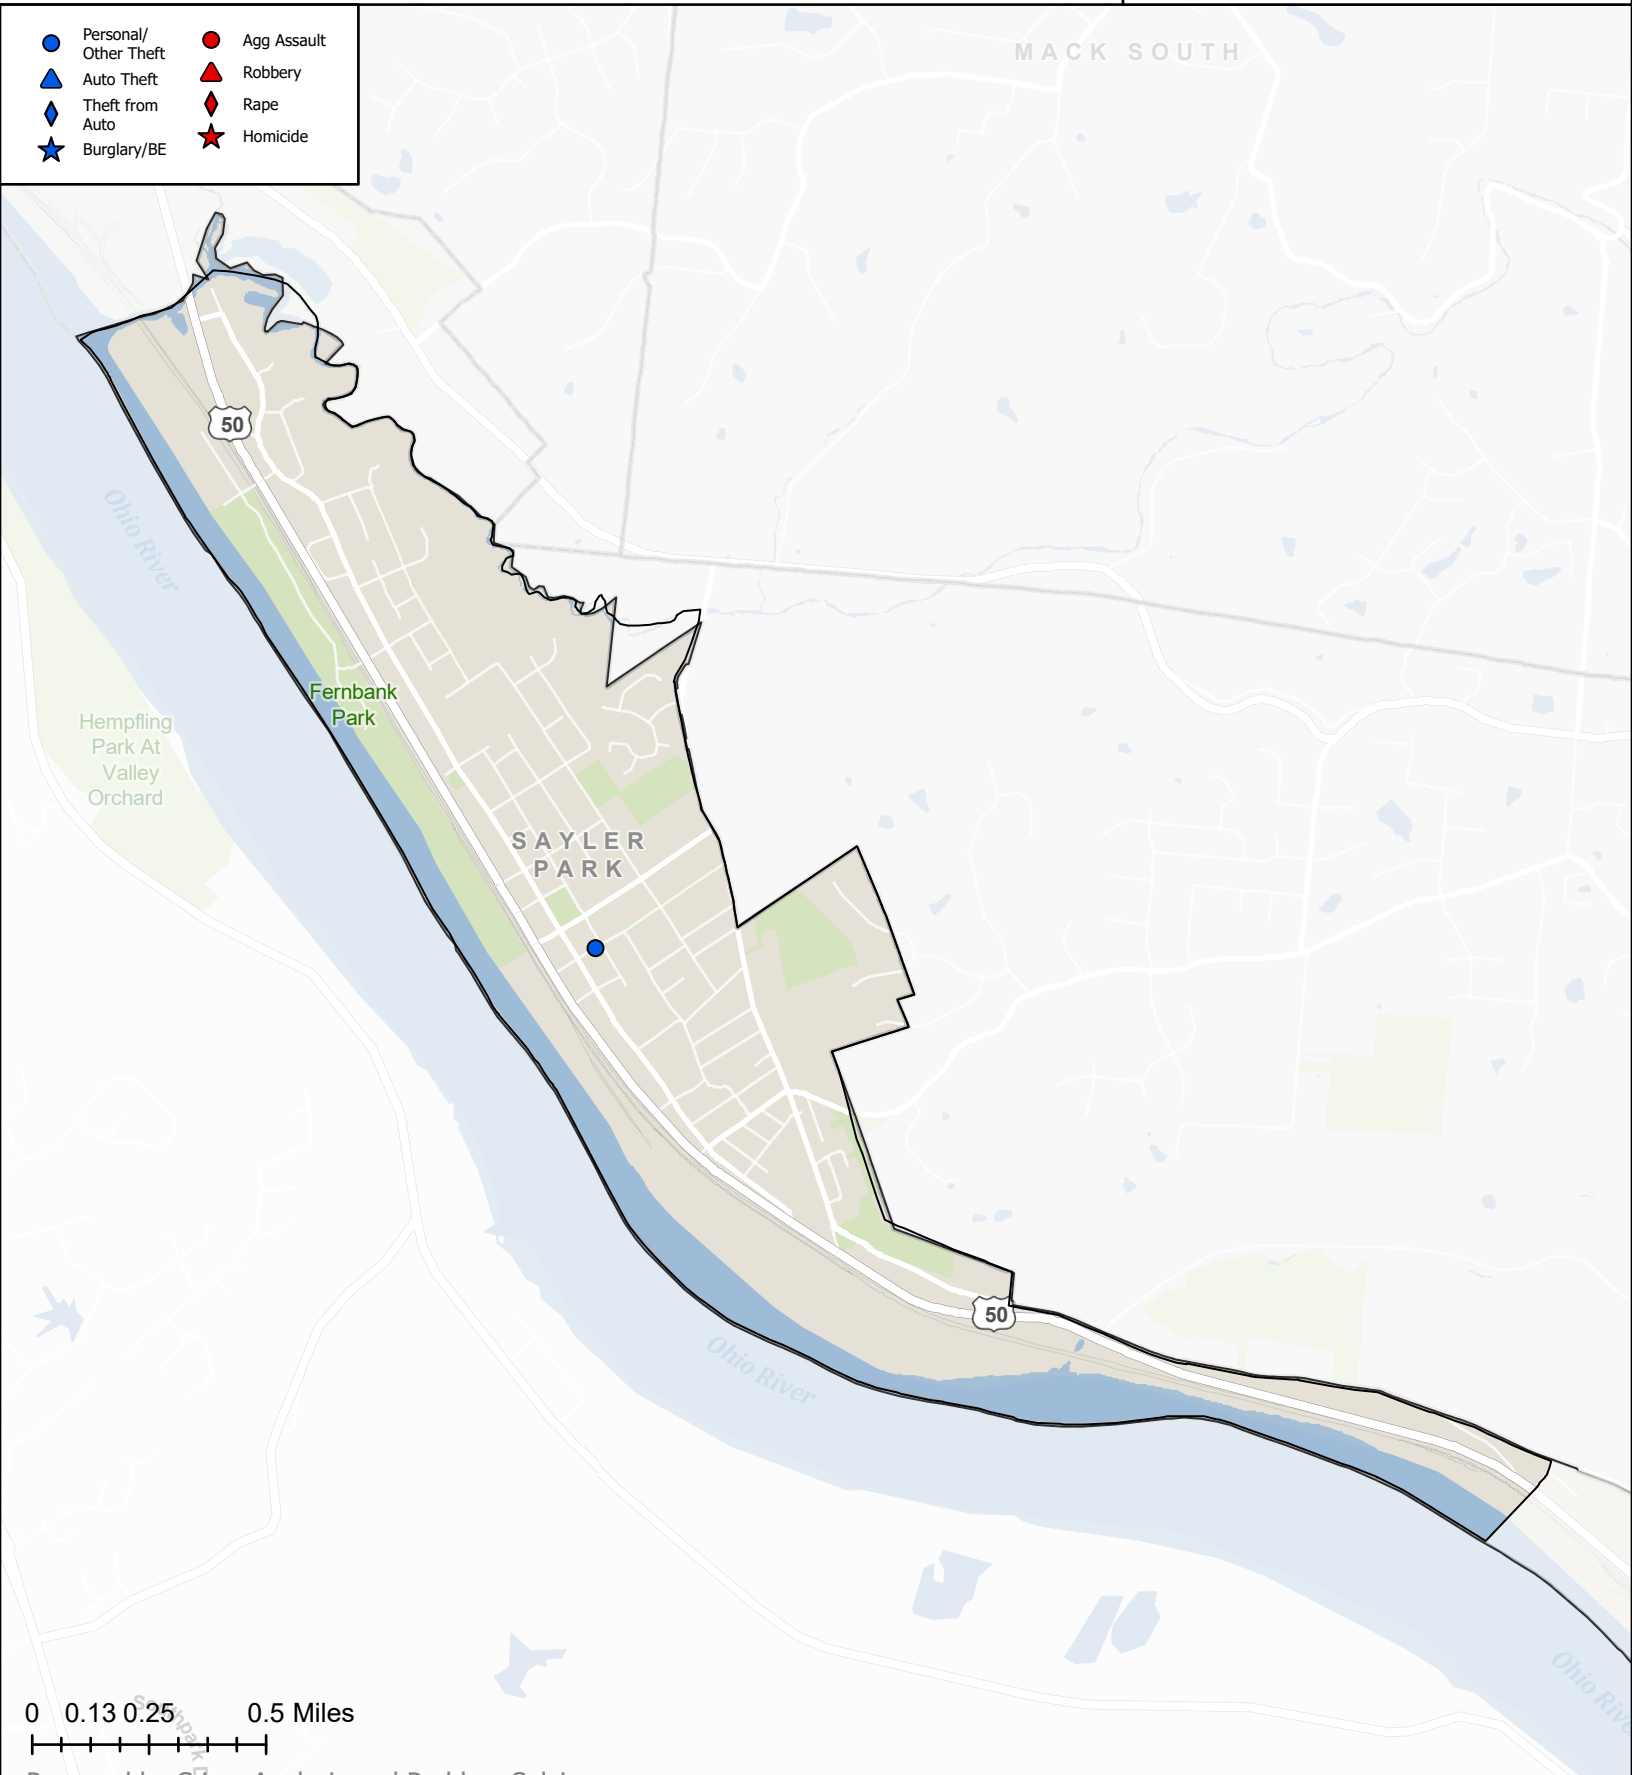 Personal/
Other Theft
Auto Theft
Theft from
Auto
Burglary/BE
Agg Assault
Robbery
Rape
Homicide
MACK SOUTH
50
Ohio River
Fernbank
Park
Hempfling
Park At
Valley
Orchard
SAYLER
PARK
50
Ohio River
Ohio
0 0.13 0.25 0.5 Miles